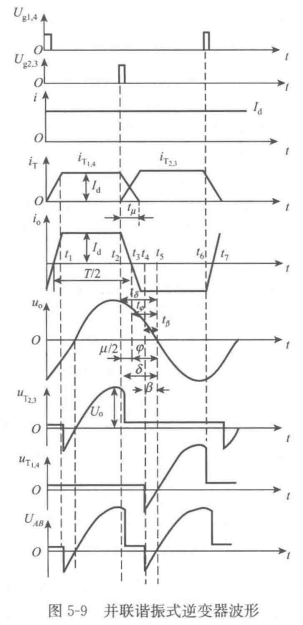 U_{g1,4}
O t
U_{g2,3}
O t
i
I_d
O t
i_T i_{T1,4} i_{T2,3}
I_d
O t
t_μ
i_o
I_d
O t_1 t_2 t_3 t_4 t_5 t_6 t_7 t
T/2
u_o t_δ
t_φ
t_β
O t
μ/2 φ
δ
β
u_{T2,3}
U_o
O t
u_{T1,4}
O t
U_{AB}
O t
图 5-9 并联谐振式逆变器波形